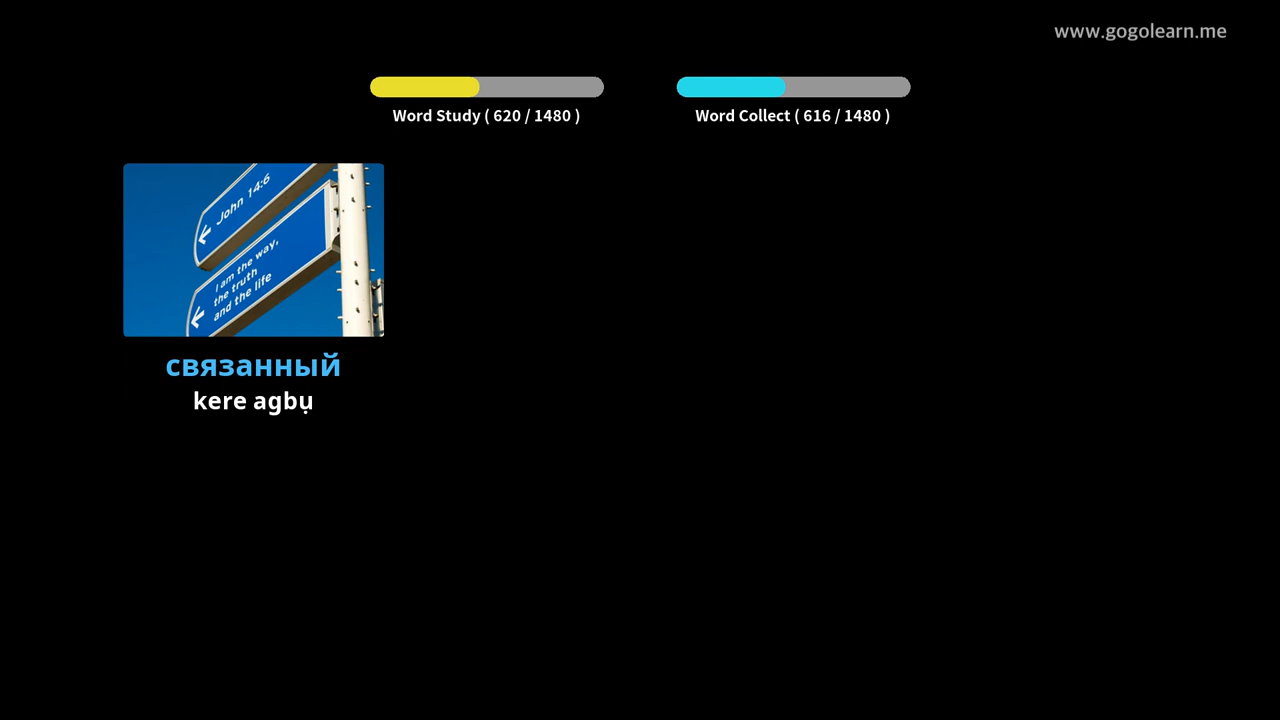 www.gogolearn.me
Word Study ( 620 / 1480 )
Word Collect ( 616 / 1480 )
John 14:6
I am the way,
the truth
and the life
связанный
kere agbụ